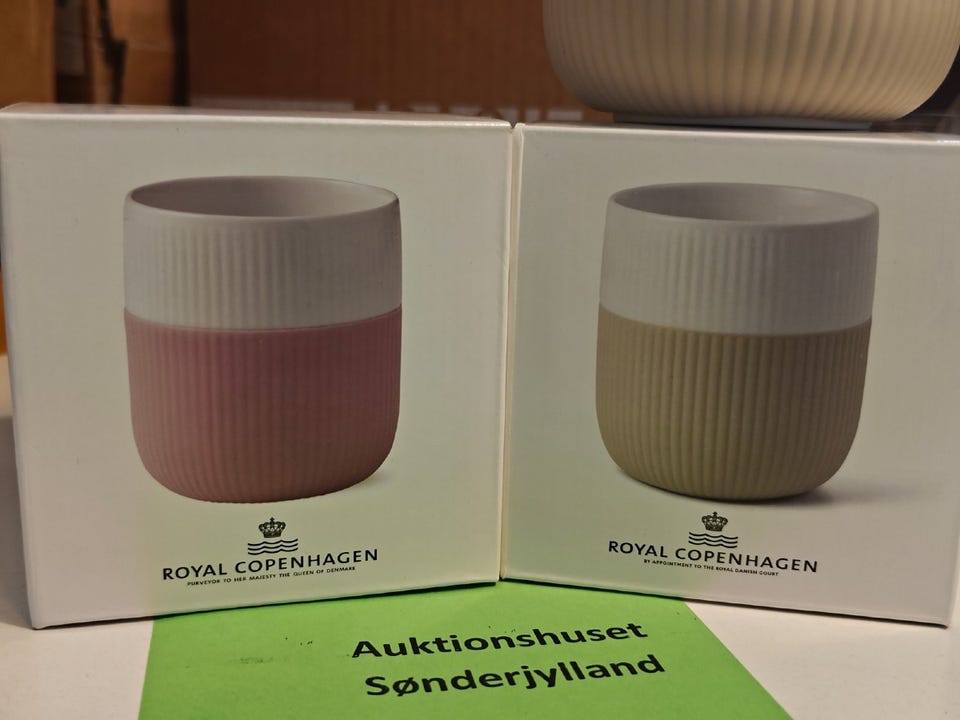 ROYAL COPENHAGEN
PURVEYOR TO HER MAJESTY THE QUEEN OF DENMARK
ROYAL COPENHAGEN
BY APPOINTMENT TO THE ROYAL DANISH COURT
Auktionshuset
Sønderjylland